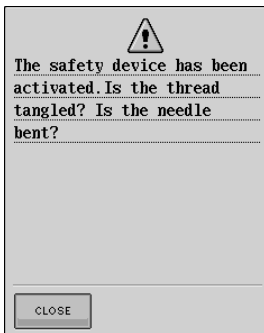 The safety device has been
activated.Is the thread
tangled? Is the needle
bent?
CLOSE